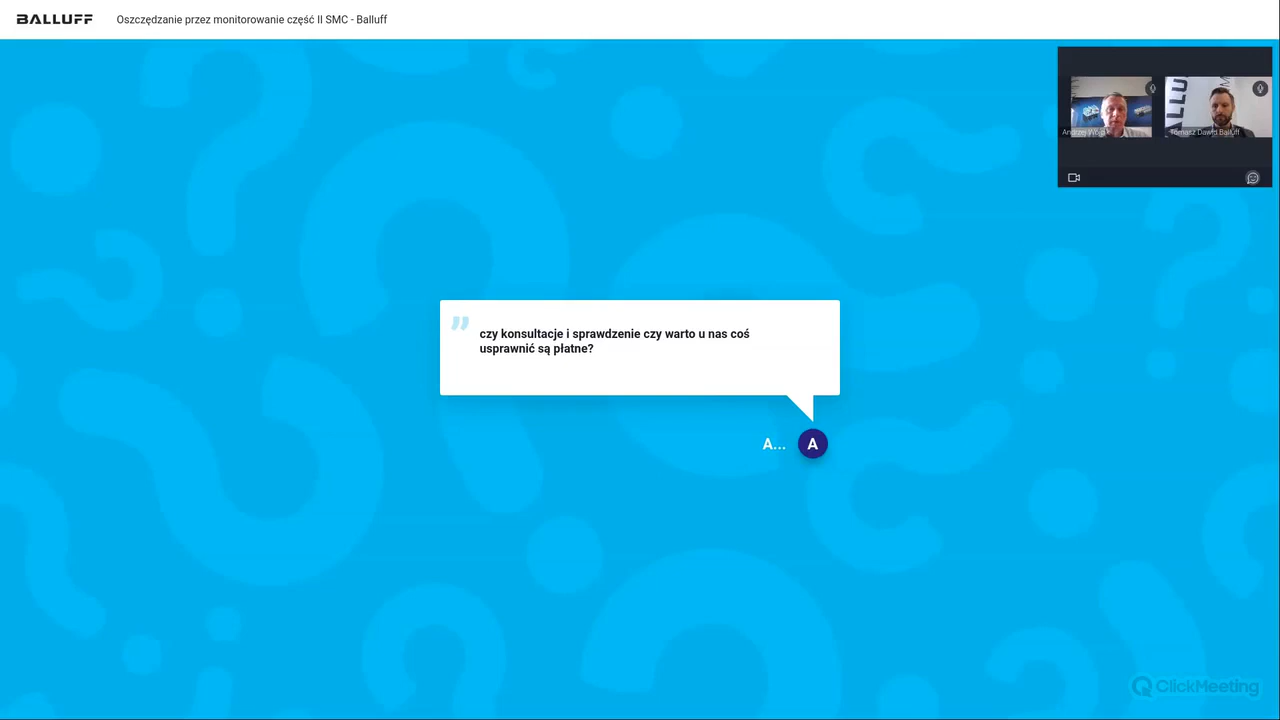 BALLUFF
Oszczędzanie przez monitorowanie część II SMC - Balluff
Tomasz Dawid Balluff
czy konsultacje i sprawdzenie czy warto u nas coś
usprawnić są płatne?
A...
A
ClickMeeting